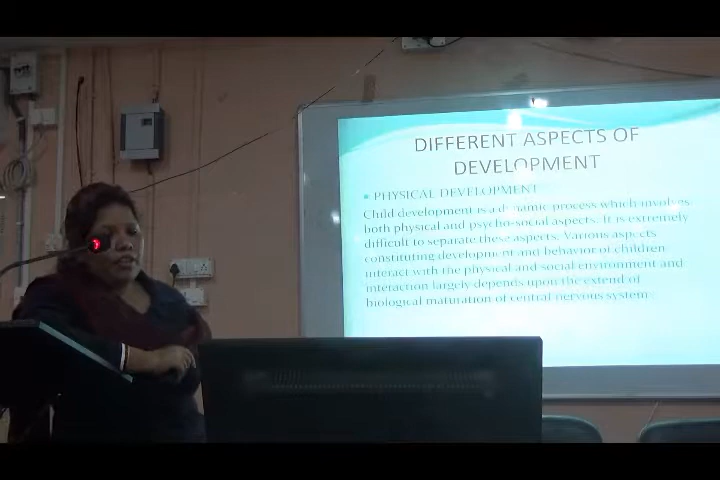 DIFFERENT ASPECTS OF
DEVELOPMENT
PHYSICAL DEVELOPMENT
Child development is a dynamic process which involves
both physical and psycho-social aspects. It is extremely
difficult to separate these aspects. Various aspects
constituting development and behavior of children
interact with the physical and social environment and
interaction largely depends upon the extend of
biological maturation of central nervous system.